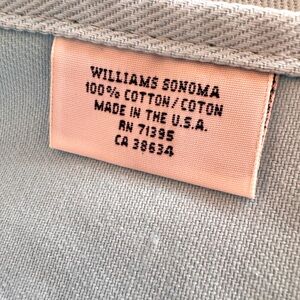 WILLIAMS SONOMA
100% COTTON/COTON
MADE IN THE U.S.A.
RN 71395
CA 38634